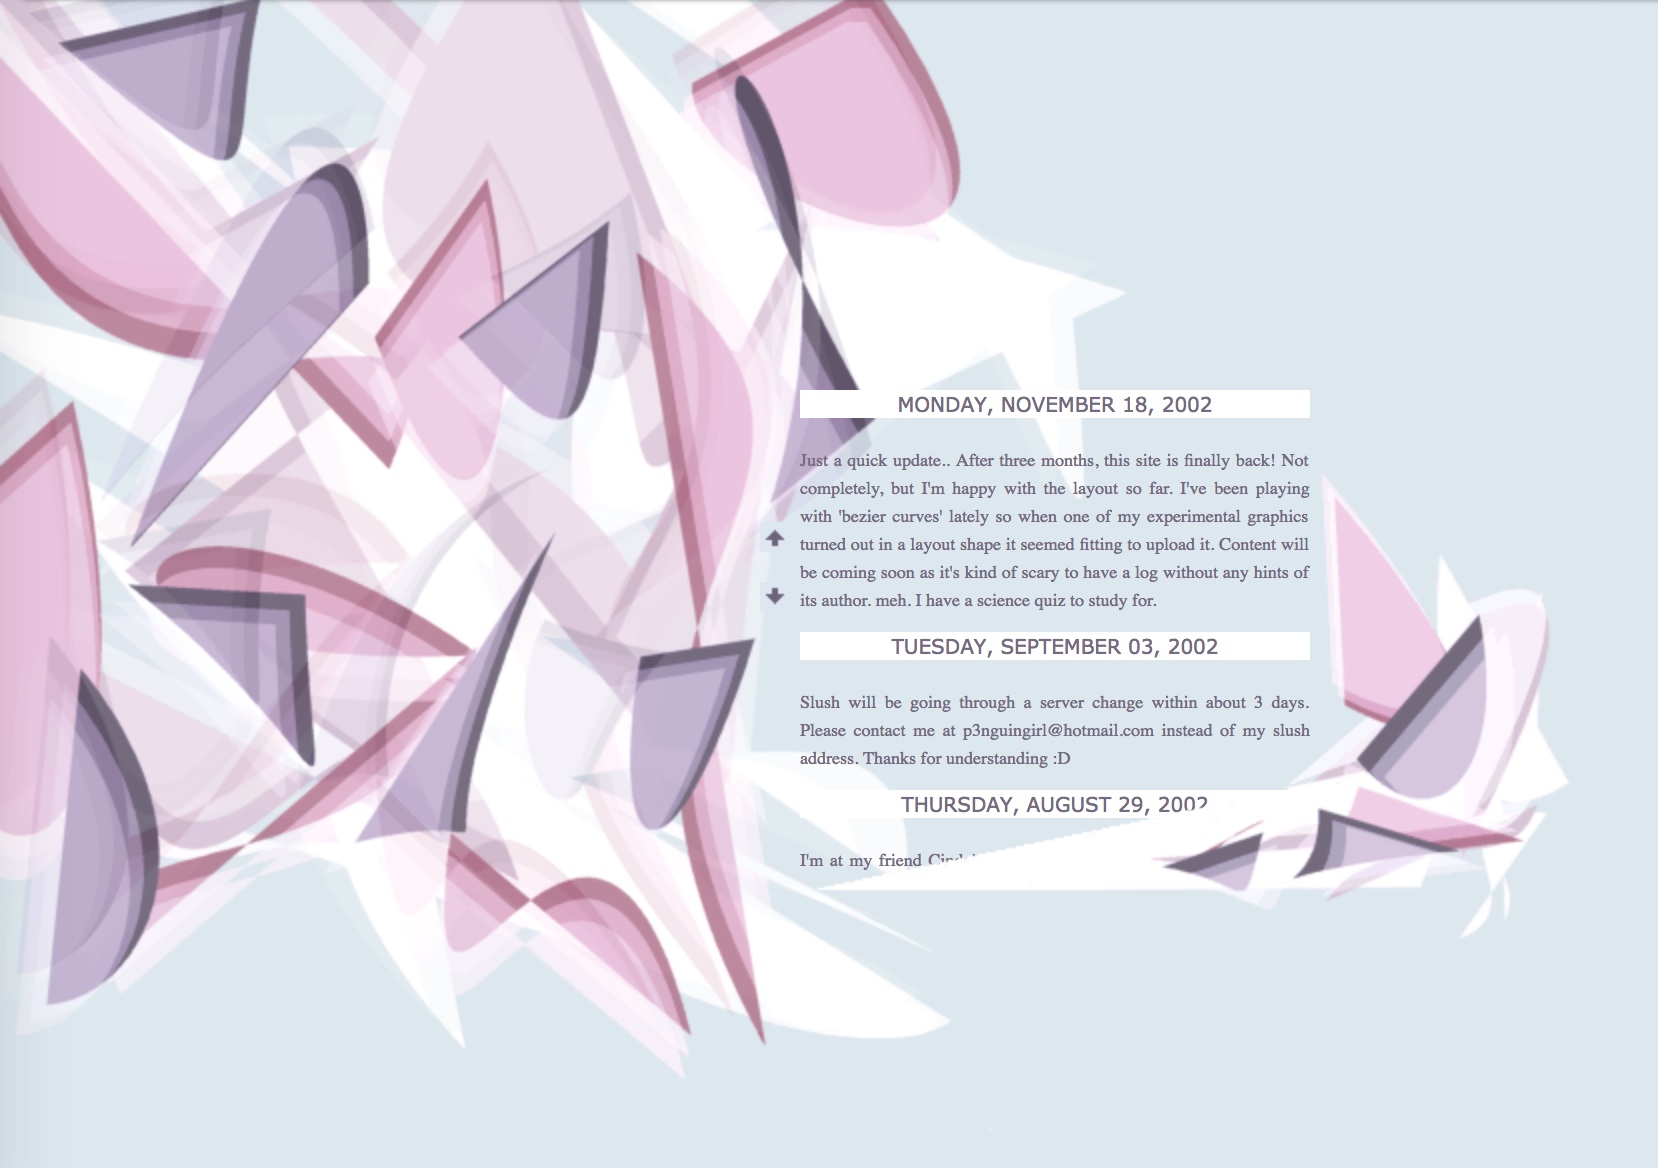 MONDAY, NOVEMBER 18, 2002
Just a quick update.. After three months, this site is finally back! Not
completely, but I'm happy with the layout so far. I've been playing
with 'bezier curves' lately so when one of my experimental graphics
turned out in a layout shape it seemed fitting to upload it. Content will
be coming soon as it's kind of scary to have a log without any hints of
its author. meh. I have a science quiz to study for.
TUESDAY, SEPTEMBER 03, 2002
Slush will be going through a server change within about 3 days.
Please contact me at p3nguingirl@hotmail.com instead of my slush
address. Thanks for understanding :D
THURSDAY, AUGUST 29, 2002
I'm at my friend